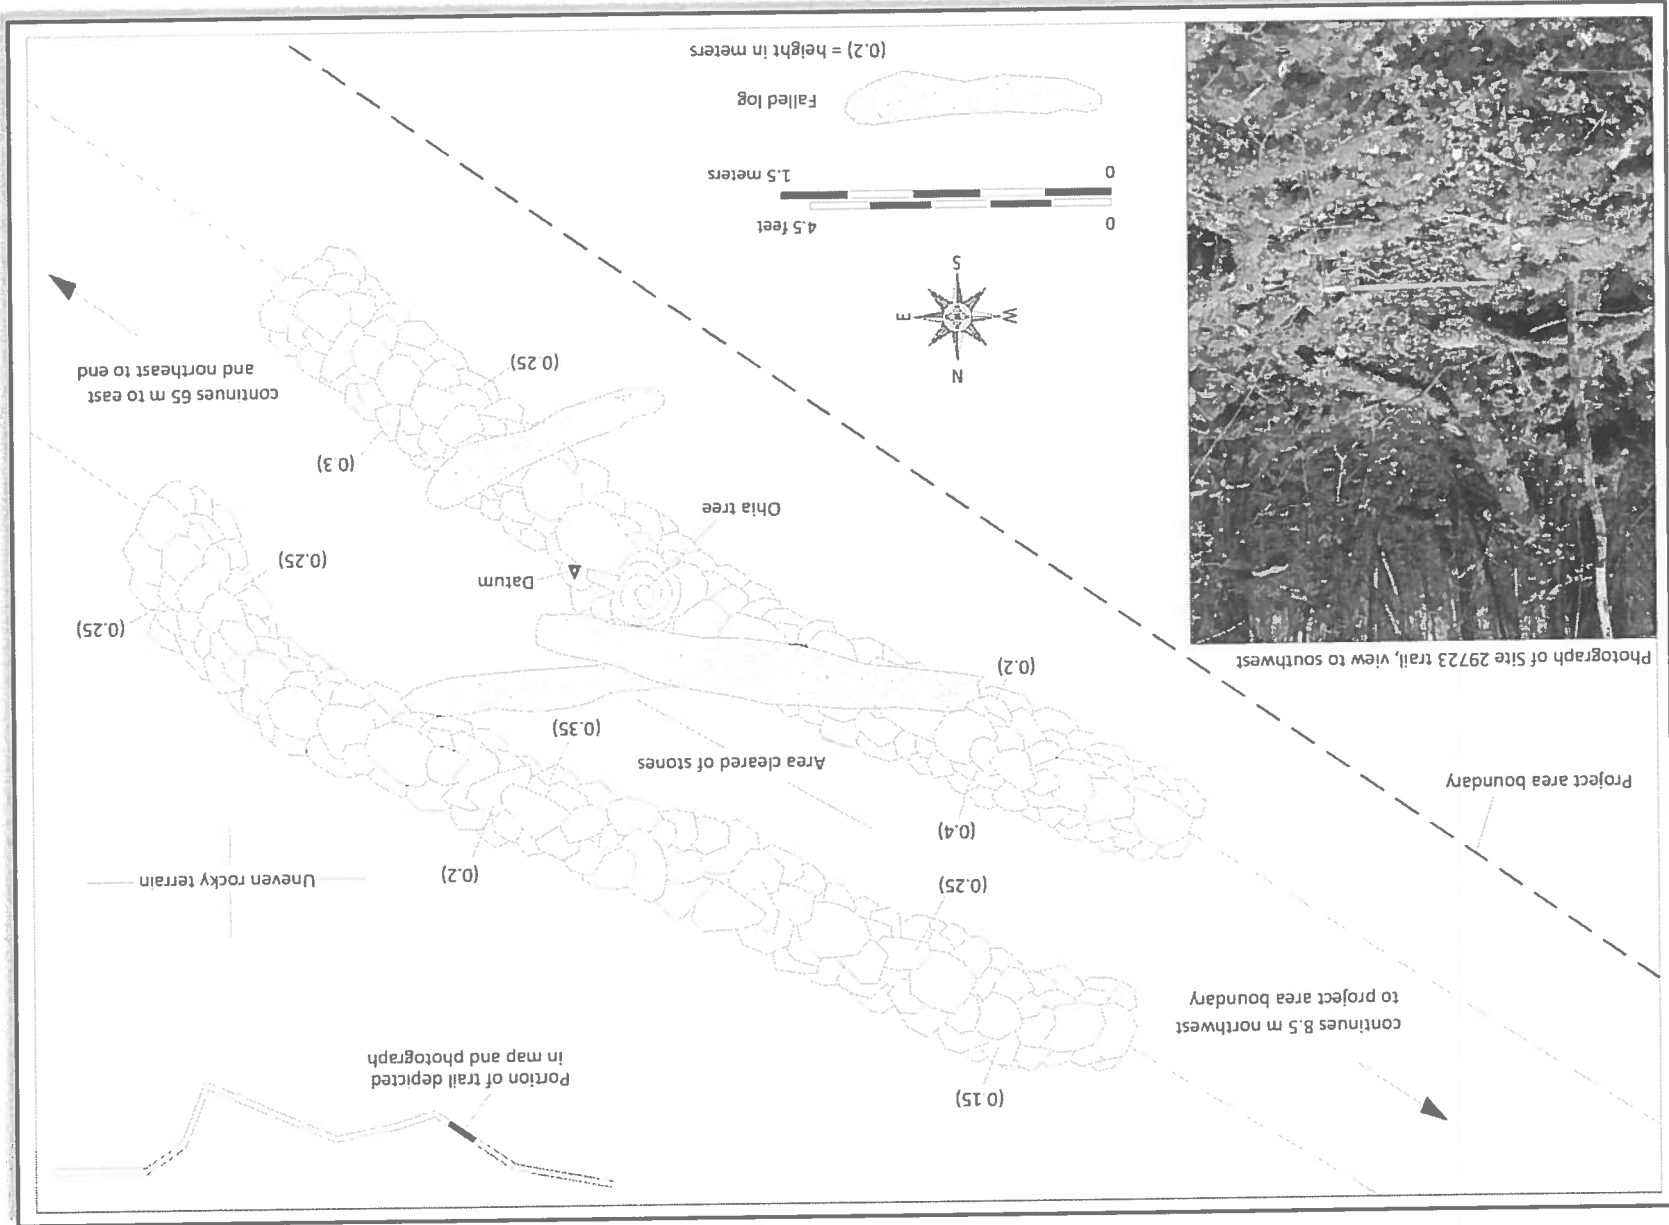 Portion of trail depicted
in map and photograph
(0.15)
continues 8.5 m northwest
to project area boundary
Uneven rocky terrain
(0.2)
(0.25)
(0.4)
Project area boundary
Area cleared of stones
(0.35)
(0.2)
(0.25)
(0.25)
Datum
Ohia tree
(0.3)
(0.25)
continues 65 m to east
and northeast to end
Photograph of Site 29723 trail, view to southwest
N
W
E
S
0
4.5 feet
0
1.5 meters
Falled log
(0.2) = height in meters